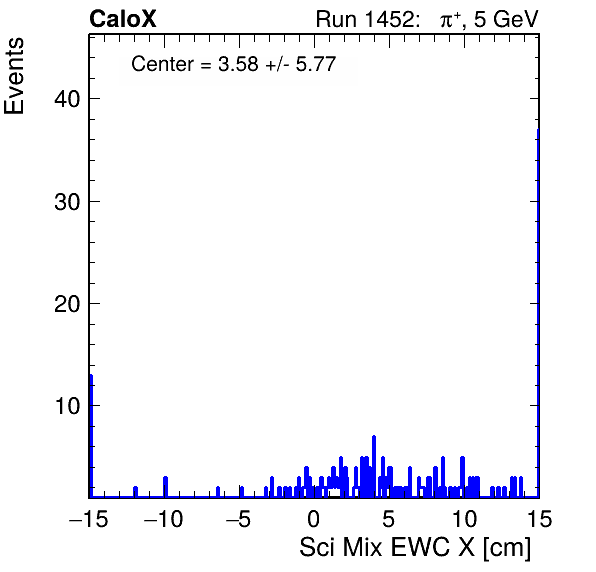 CaloX Run 1452: π⁺, 5 GeV
Center = 3.58 +/- 5.77
Events
40
30
20
10
−15 −10 −5 0 5 10 15
Sci Mix EWC X [cm]